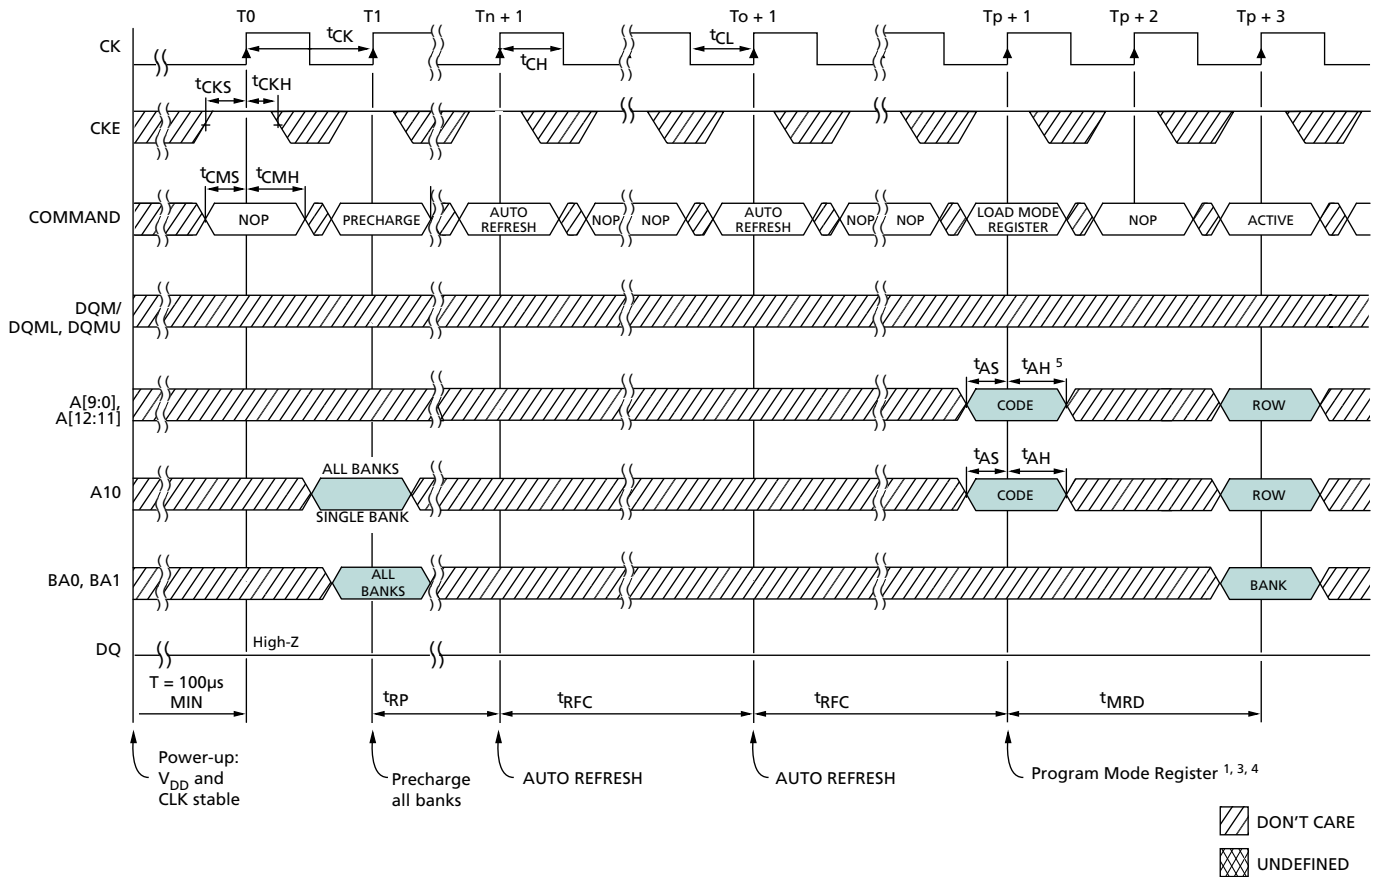 T0 T1 Tn + 1 To + 1 Tp + 1 Tp + 2 Tp + 3
CK
tCK
tCH
tCL
tCKS tCKH
CKE
tCMS tCMH
COMMAND
NOP PRECHARGE AUTO REFRESH NOP NOP AUTO REFRESH NOP NOP LOAD MODE REGISTER NOP ACTIVE
DQM/
DQML, DQMU
tAS tAH 5
A[9:0],
A[12:11]
CODE ROW
tAS tAH
ALL BANKS
A10
CODE ROW
SINGLE BANK
BA0, BA1
ALL
BANKS
BANK
DQ
High-Z
T = 100µs
MIN
tRP tRFC tRFC tMRD
Power-up:
VDD and
CLK stable
Precharge
all banks
AUTO REFRESH
AUTO REFRESH
Program Mode Register 1, 3, 4
DON'T CARE
UNDEFINED